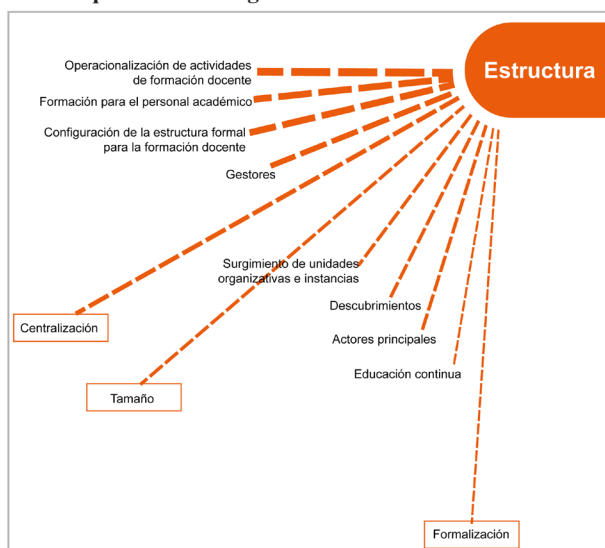 Estructura
Operacionalización de actividades
de formación docente
Formación para el personal académico
Configuración de la estructura formal
para la formación docente
Gestores
Surgimiento de unidades
organizativas e instancias
Descubrimientos
Centralización
Actores principales
Educación continua
Tamaño
Formalización